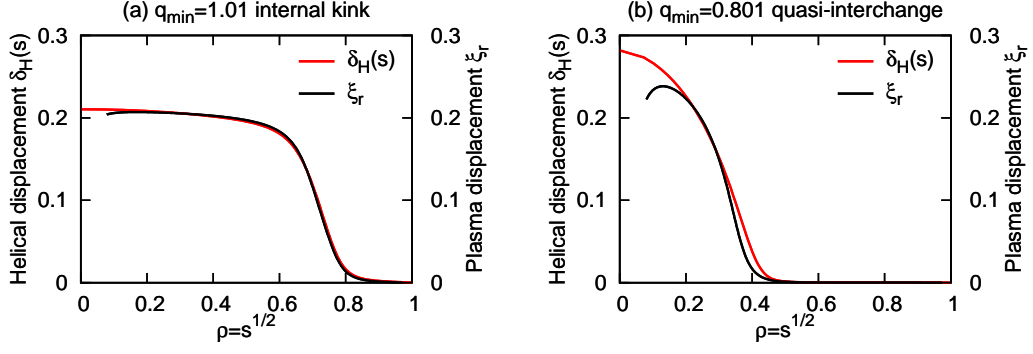 (a) q_min=1.01 internal kink
Helical displacement δ_H(s)
0.3
0.2
0.1
0
δ_H(s)
ξ_r
0.3
0.2
0.1
0
Plasma displacement ξ_r
0 0.2 0.4 0.6 0.8 1
ρ=s^1/2
(b) q_min=0.801 quasi-interchange
Helical displacement δ_H(s)
0.3
0.2
0.1
0
δ_H(s)
ξ_r
0.3
0.2
0.1
0
Plasma displacement ξ_r
0 0.2 0.4 0.6 0.8 1
ρ=s^1/2